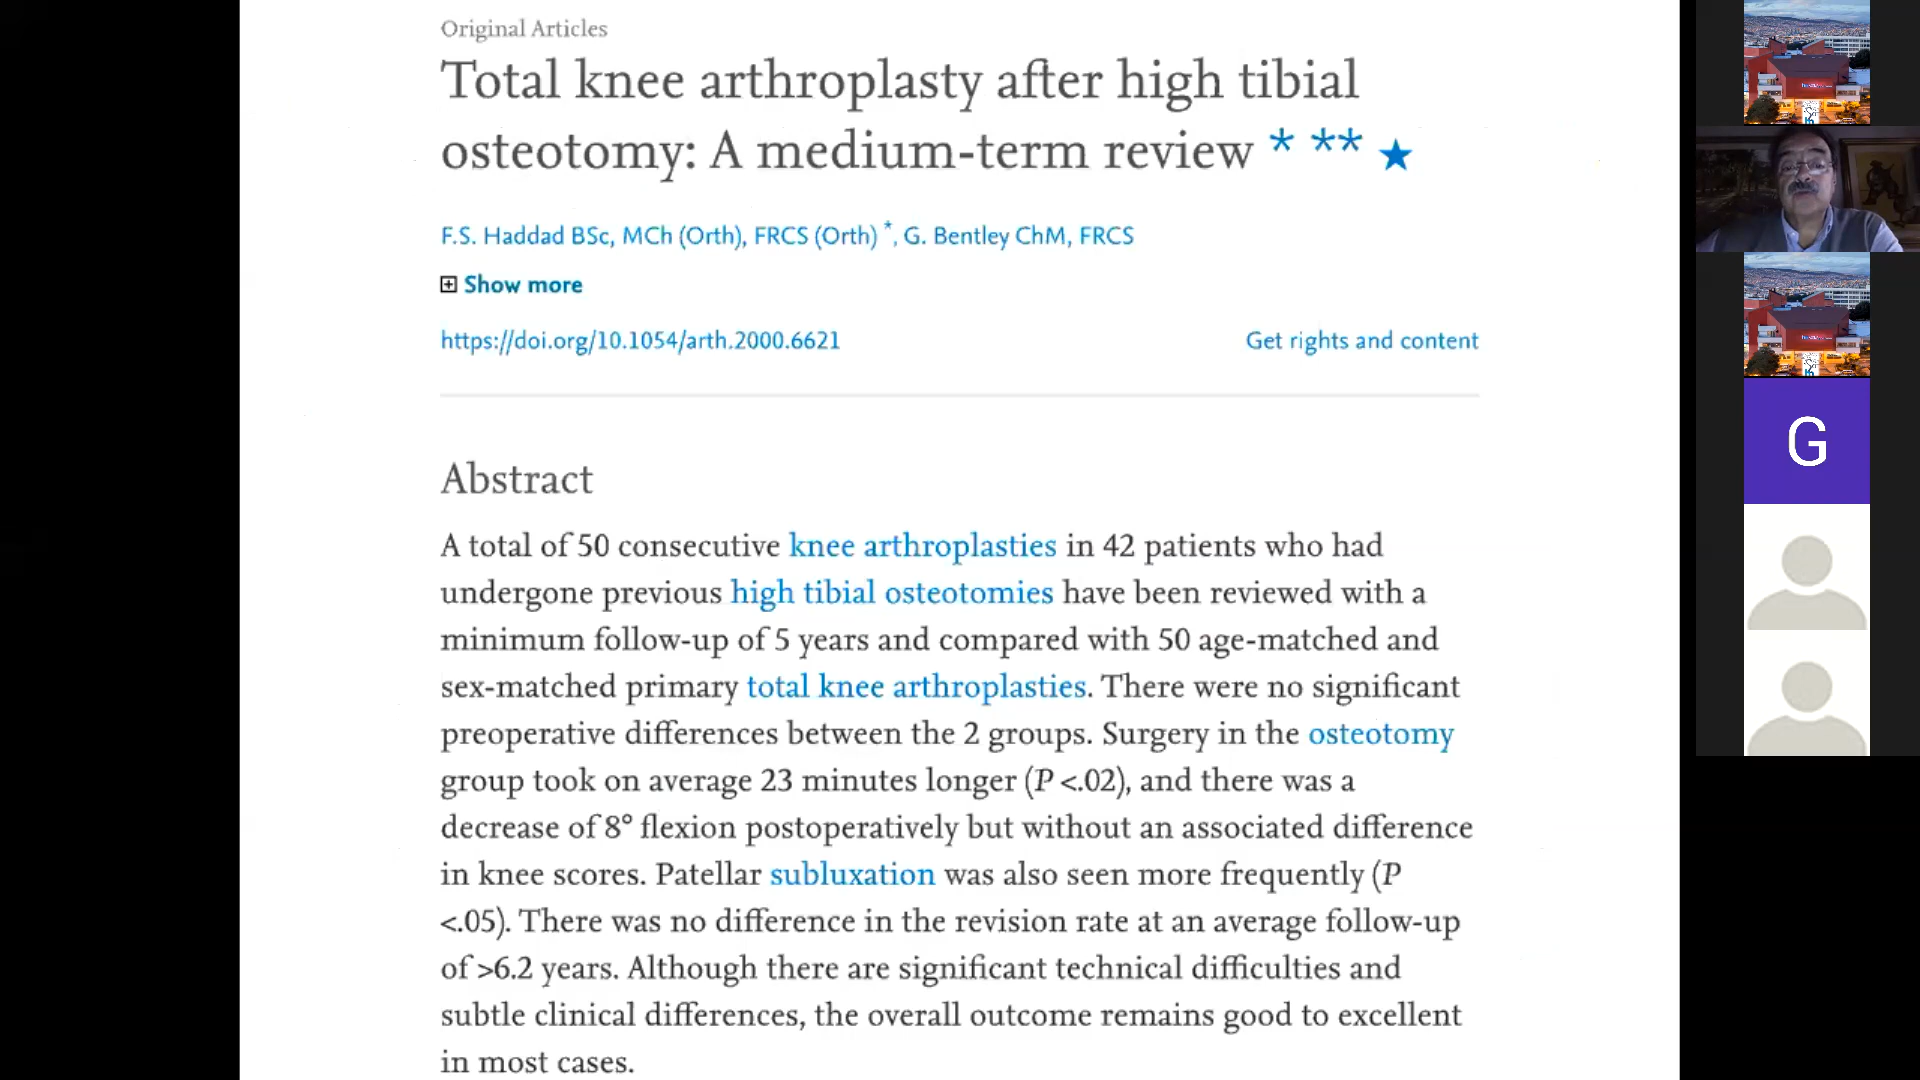 Original Articles
Total knee arthroplasty after high tibial
osteotomy: A medium-term review * ** ★
F.S. Haddad BSc, MCh (Orth), FRCS (Orth) *, G. Bentley ChM, FRCS
Show more
https://doi.org/10.1054/arth.2000.6621
Get rights and content
Abstract
A total of 50 consecutive knee arthroplasties in 42 patients who had
undergone previous high tibial osteotomies have been reviewed with a
minimum follow-up of 5 years and compared with 50 age-matched and
sex-matched primary total knee arthroplasties. There were no significant
preoperative differences between the 2 groups. Surgery in the osteotomy
group took on average 23 minutes longer (P <.02), and there was a
decrease of 8° flexion postoperatively but without an associated difference
in knee scores. Patellar subluxation was also seen more frequently (P
<.05). There was no difference in the revision rate at an average follow-up
of >6.2 years. Although there are significant technical difficulties and
subtle clinical differences, the overall outcome remains good to excellent
in most cases.
G